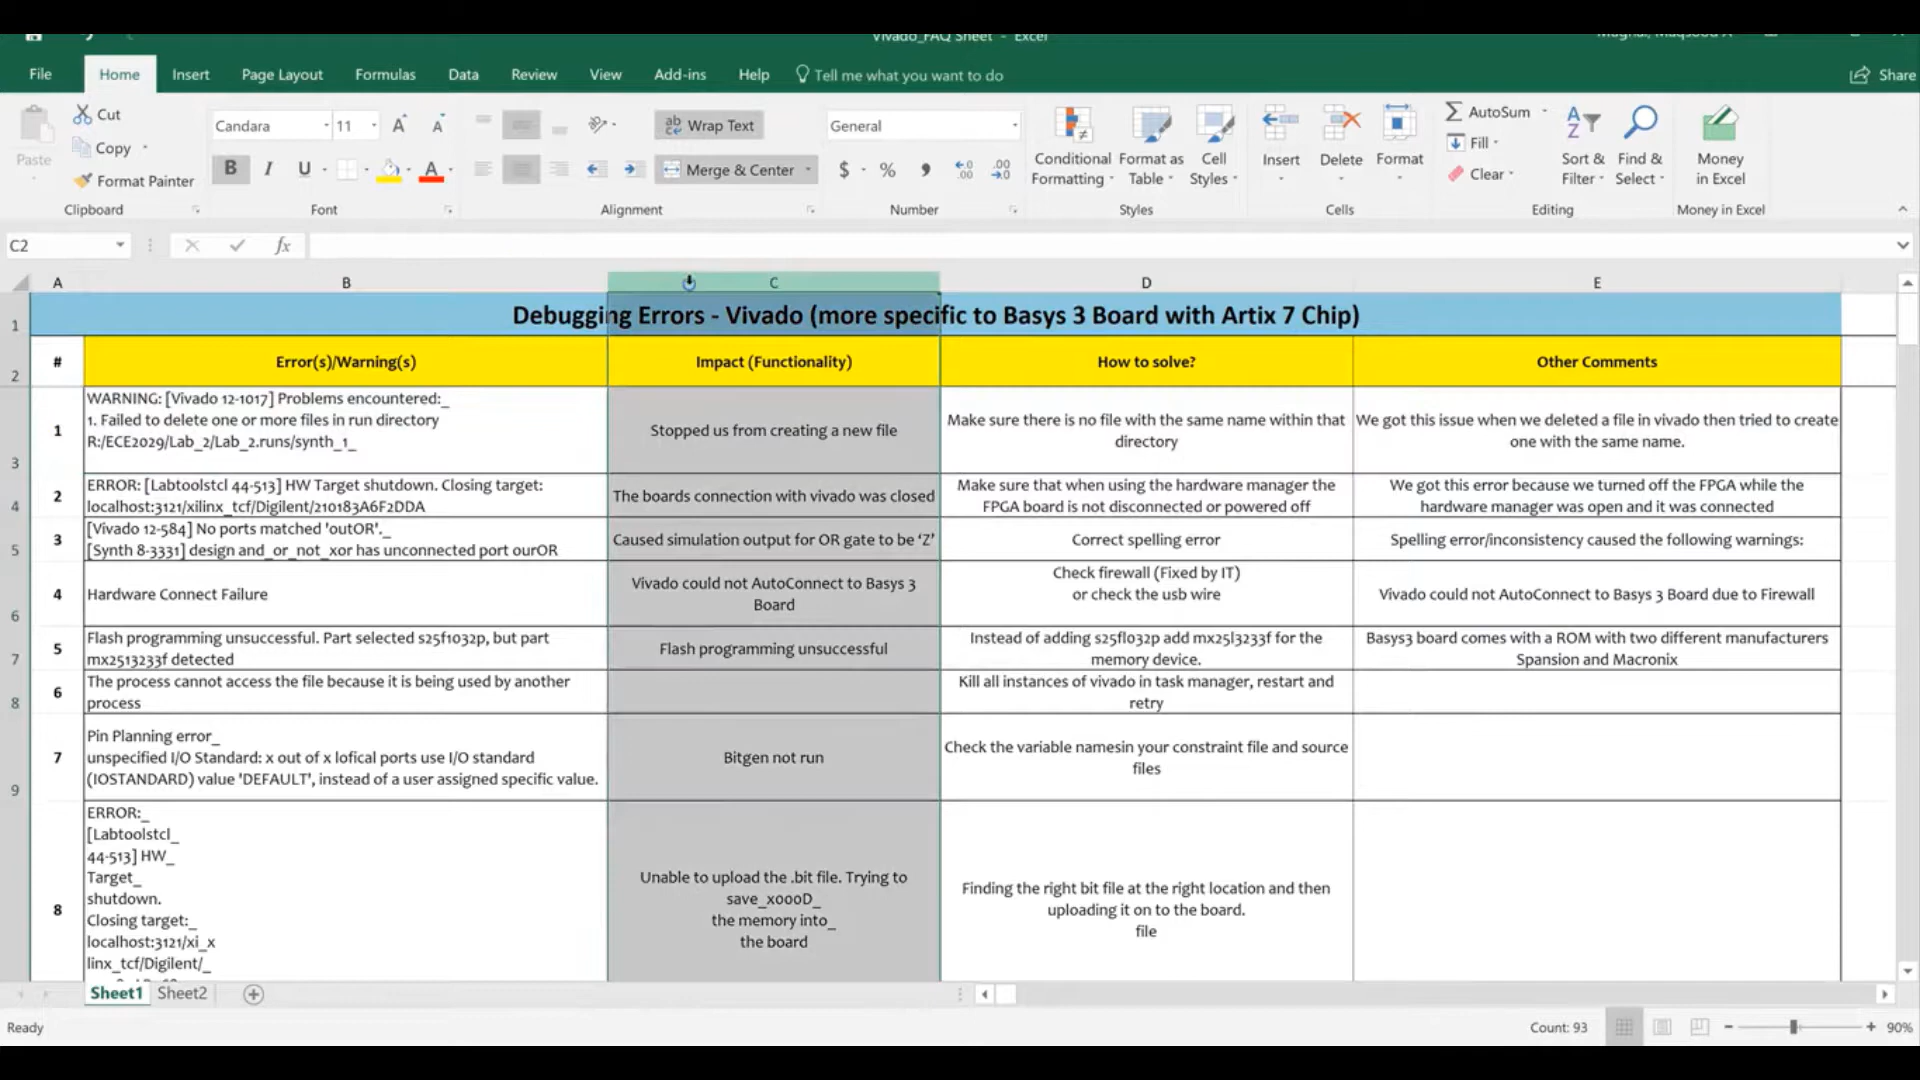 Vivado_FAQ Sheet - Excel
File Home Insert Page Layout Formulas Data Review View Add-ins Help Tell me what you want to do Share
Paste
Cut
Copy
Format Painter
Clipboard
Candara 11
B I U
Font
Wrap Text
Merge & Center
Alignment
General
$ % ,
Number
Conditional Formatting
Format as Table
Cell Styles
Styles
Insert
Delete
Format
Cells
AutoSum
Fill
Clear
Sort & Filter
Find & Select
Editing
Money in Excel
Money in Excel
C2 fx
A B C D E
1 Debugging Errors - Vivado (more specific to Basys 3 Board with Artix 7 Chip)
2 # Error(s)/Warning(s) Impact (Functionality) How to solve? Other Comments
3
1
WARNING: [Vivado 12-1017] Problems encountered:_
1. Failed to delete one or more files in run directory
R:/ECE2029/Lab_2/Lab_2.runs/synth_1_
Stopped us from creating a new file
Make sure there is no file with the same name within that
directory
We got this issue when we deleted a file in vivado then tried to create
one with the same name.
4
2
ERROR: [Labtoolstcl 44-513] HW Target shutdown. Closing target:
localhost:3121/xilinx_tcf/Digilent/210183A6F2DDA
The boards connection with vivado was closed
Make sure that when using the hardware manager the
FPGA board is not disconnected or powered off
We got this error because we turned off the FPGA while the
hardware manager was open and it was connected
5
3
[Vivado 12-584] No ports matched 'outOR'._
[Synth 8-3331] design and_or_not_xor has unconnected port ourOR
Caused simulation output for OR gate to be ‘Z’
Correct spelling error
Spelling error/inconsistency caused the following warnings:
6
4
Hardware Connect Failure
Vivado could not AutoConnect to Basys 3
Board
Check firewall (Fixed by IT)
or check the usb wire
Vivado could not AutoConnect to Basys 3 Board due to Firewall
7
5
Flash programming unsuccessful. Part selected s25f1032p, but part
mx2513233f detected
Flash programming unsuccessful
Instead of adding s25fl032p add mx25l3233f for the
memory device.
Basys3 board comes with a ROM with two different manufacturers
Spansion and Macronix
8
6
The process cannot access the file because it is being used by another
process
Kill all instances of vivado in task manager, restart and
retry
9
7
Pin Planning error_
unspecified I/O Standard: x out of x lofical ports use I/O standard
(IOSTANDARD) value 'DEFAULT', instead of a user assigned specific value.
Bitgen not run
Check the variable namesin your constraint file and source
files
8
ERROR:_
[Labtoolstcl_
44-513] HW_
Target_
shutdown.
Closing target:_
localhost:3121/xi_x
linx_tcf/Digilent/_
Unable to upload the .bit file. Trying to
save_x000D_
the memory into_
the board
Finding the right bit file at the right location and then
uploading it on to the board.
file
Sheet1 Sheet2
Ready Count: 93 90%